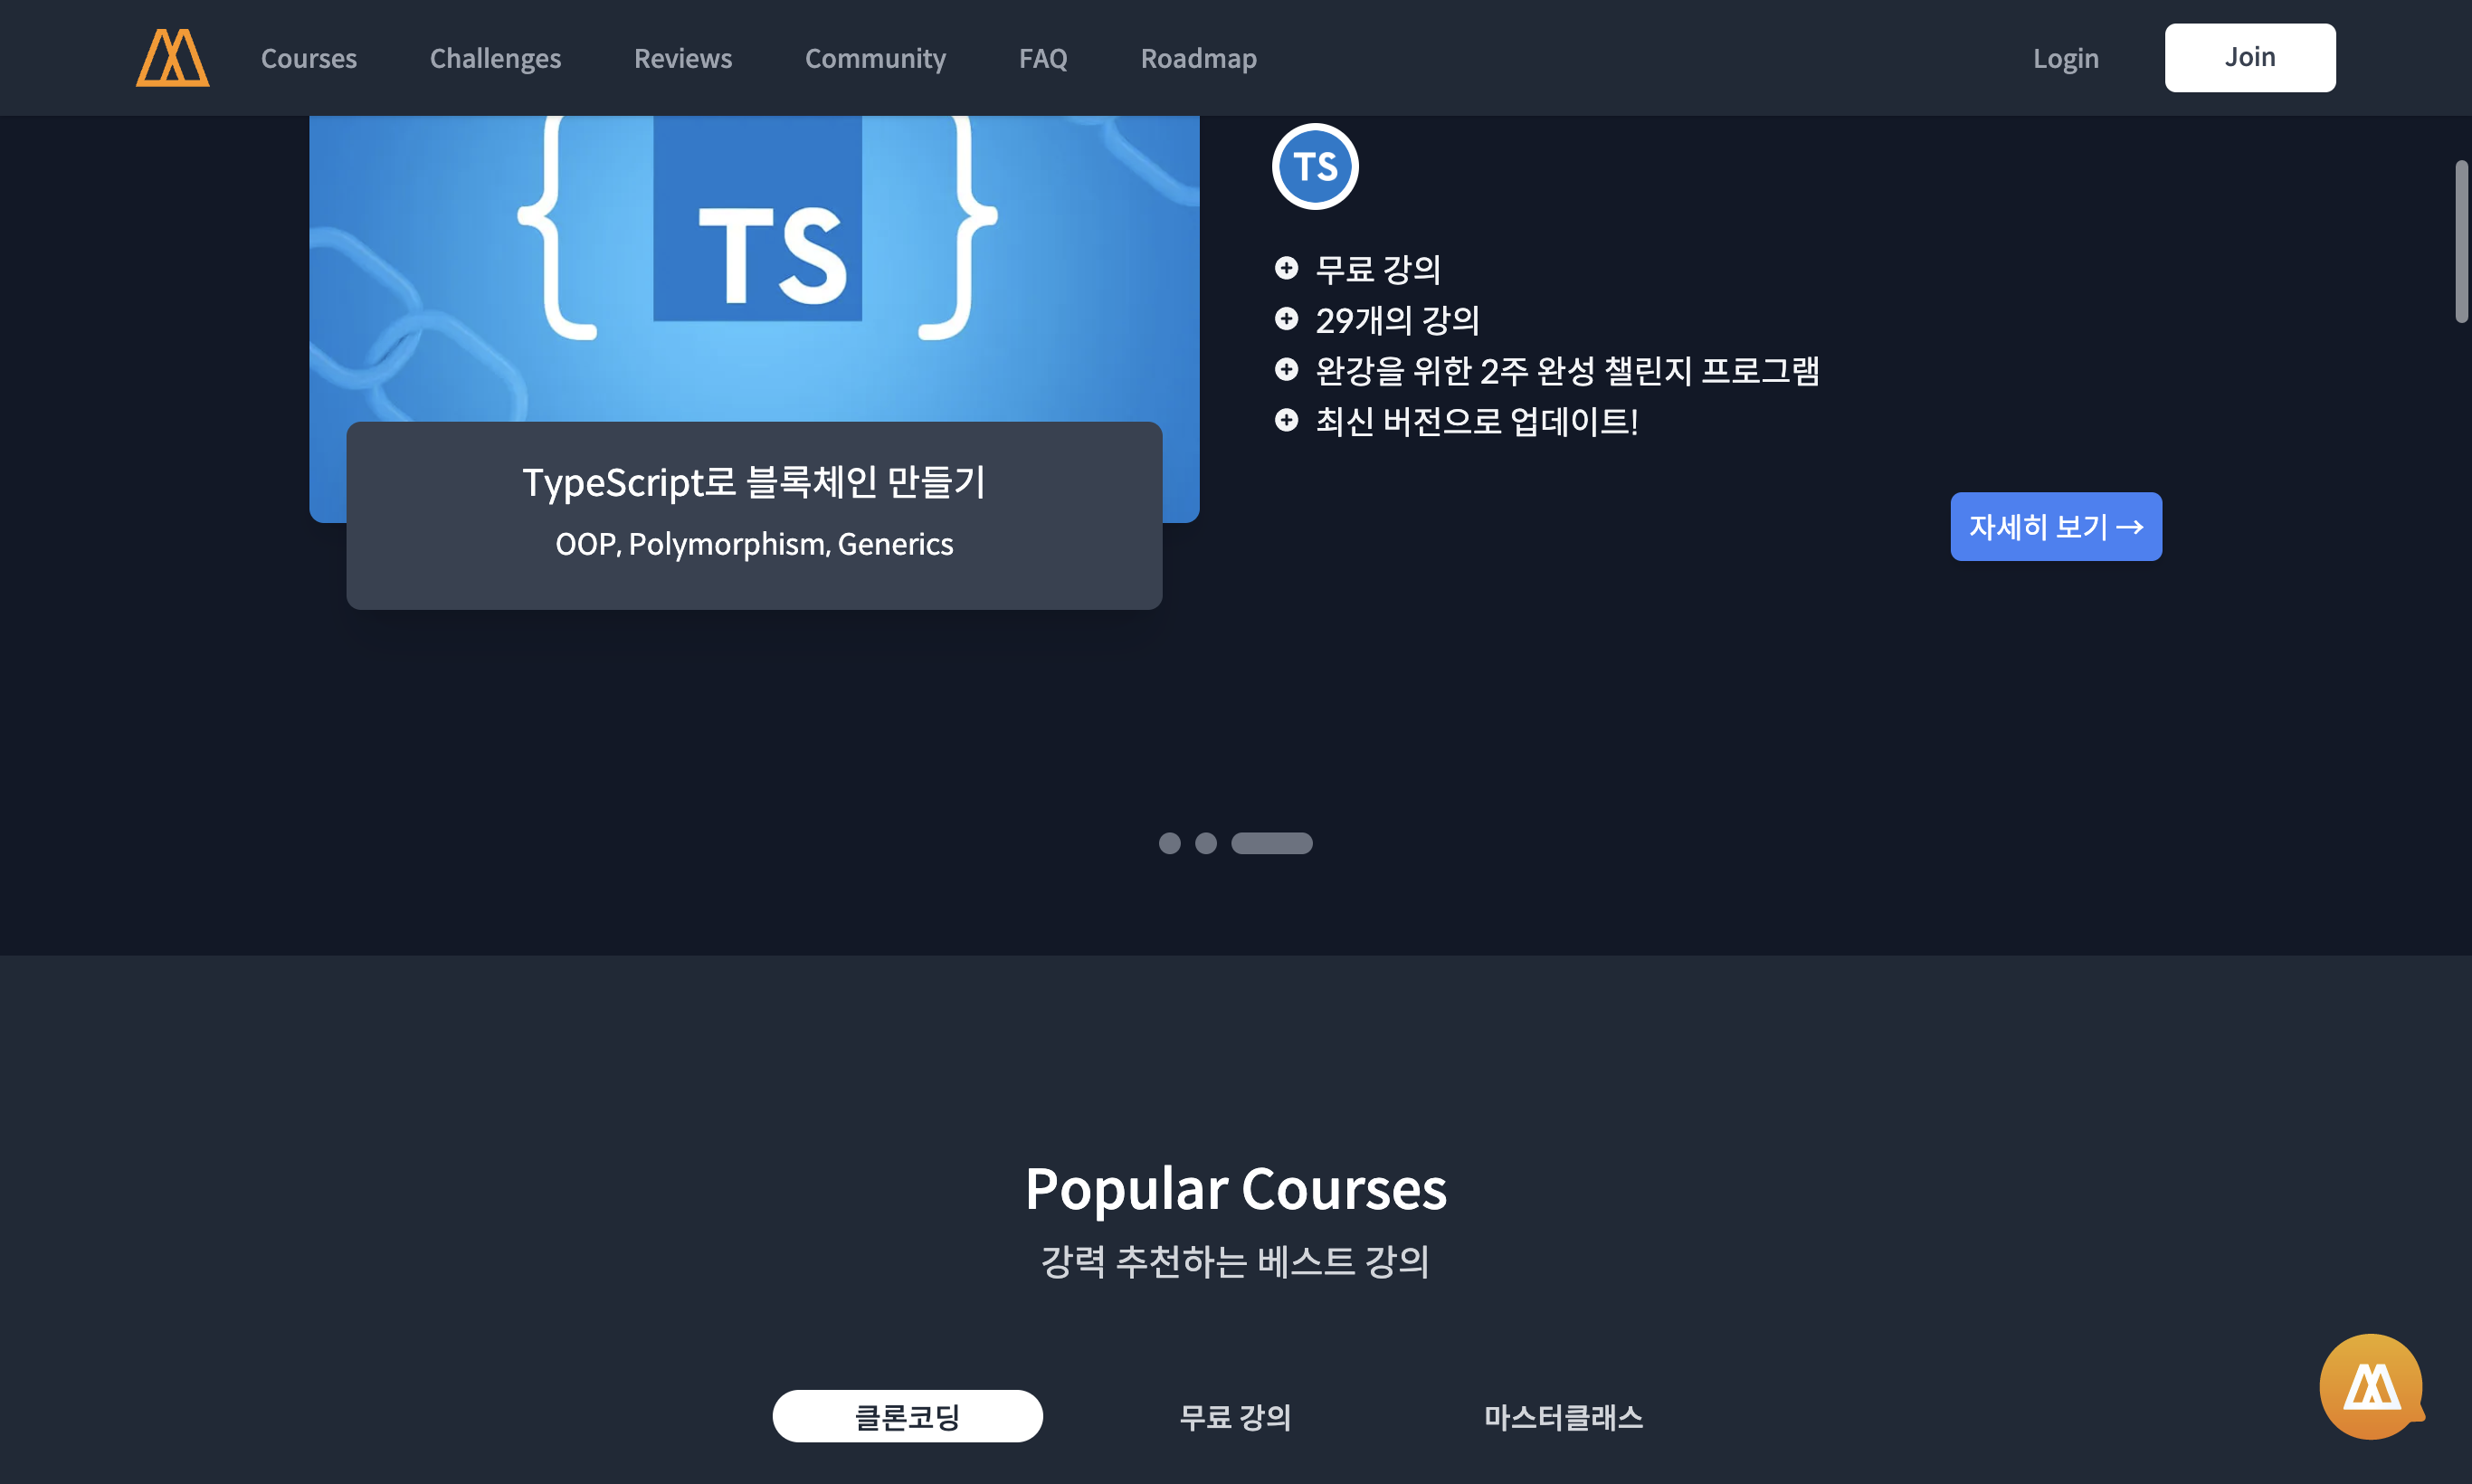 Courses Challenges Reviews Community FAQ Roadmap Login Join
TS
TS
무료 강의
29개의 강의
완강을 위한 2주 완성 챌린지 프로그램
최신 버전으로 업데이트!
TypeScript로 블록체인 만들기
OOP, Polymorphism, Generics
자세히 보기 →
Popular Courses
강력 추천하는 베스트 강의
클론코딩 무료 강의 마스터클래스